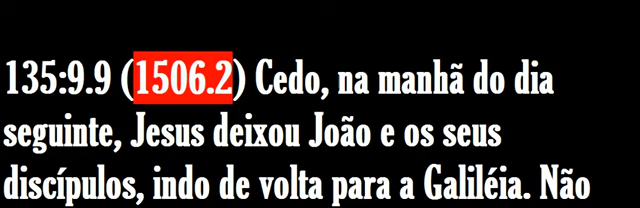 135:9.9 (1506.2) Cedo, na manhã do dia
seguinte, Jesus deixou João e os seus
discípulos, indo de volta para a Galiléia. Não